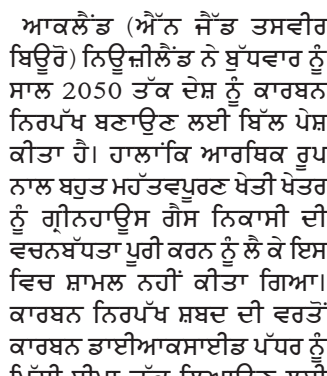 ਆਕਲੈਂਡ (ਐੱਨ ਜੈੱਡ ਤਸਵੀਰ
ਬਿਊਰੋ) ਨਿਊਜ਼ੀਲੈਂਡ ਨੇ ਬੁੱਧਵਾਰ ਨੂੰ
ਸਾਲ 2050 ਤੱਕ ਦੇਸ਼ ਨੂੰ ਕਾਰਬਨ
ਨਿਰਪੱਖ ਬਣਾਉਣ ਲਈ ਬਿੱਲ ਪੇਸ਼
ਕੀਤਾ ਹੈ। ਹਾਲਾਂਕਿ ਆਰਥਿਕ ਰੂਪ
ਨਾਲ ਬਹੁਤ ਮਹੱਤਵਪੂਰਣ ਖੇਤੀ ਖੇਤਰ
ਨੂੰ ਗ੍ਰੀਨਹਾਊਸ ਗੈਸ ਨਿਕਾਸੀ ਦੀ
ਵਚਨਬੱਧਤਾ ਪੂਰੀ ਕਰਨ ਨੂੰ ਲੈ ਕੇ ਇਸ
ਵਿਚ ਸ਼ਾਮਲ ਨਹੀਂ ਕੀਤਾ ਗਿਆ।
ਕਾਰਬਨ ਨਿਰਪੱਖ ਸ਼ਬਦ ਦੀ ਵਰਤੋਂ
ਕਾਰਬਨ ਡਾਈਆਕਸਾਈਡ ਪੱਧਰ ਨੂੰ